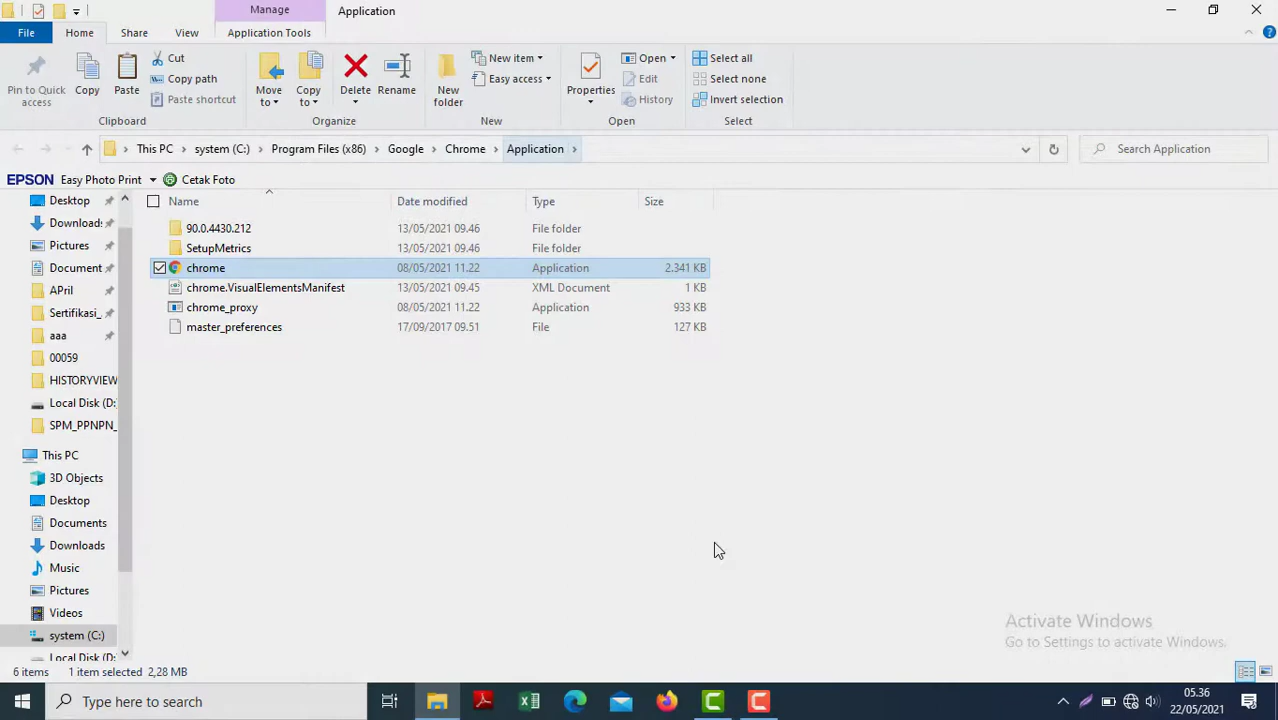 Manage
Application
File
Home
Share
View
Application Tools
Pin to Quick access
Copy
Paste
Cut
Copy path
Paste shortcut
Clipboard
Move to
Copy to
Delete
Rename
Organize
New folder
New item
Easy access
New
Properties
Open
Edit
History
Open
Select all
Select none
Invert selection
Select
This PC
system (C:)
Program Files (x86)
Google
Chrome
Application
Search Application
EPSON
Easy Photo Print
Cetak Foto
Name
Date modified
Type
Size
90.0.4430.212 13/05/2021 09.46 File folder
SetupMetrics 13/05/2021 09.46 File folder
chrome 08/05/2021 11.22 Application 2.341 KB
chrome.VisualElementsManifest 13/05/2021 09.45 XML Document 1 KB
chrome_proxy 08/05/2021 11.22 Application 933 KB
master_preferences 17/09/2017 09.51 File 127 KB
Desktop
Download:
Pictures
Document
APril
Sertifikasi_
aaa
00059
HISTORYVIEW
Local Disk (D:
SPM_PPNPN_
This PC
3D Objects
Desktop
Documents
Downloads
Music
Pictures
Videos
system (C:)
Local Disk (D:
Activate Windows
Go to Settings to activate Windows.
6 items 1 item selected 2,28 MB
Type here to search
05.36
22/05/2021